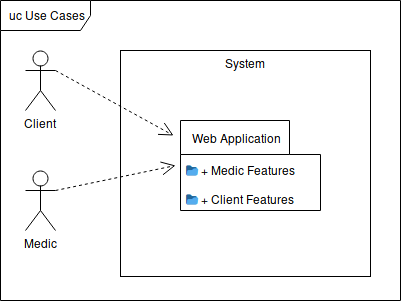 uc Use Cases
System
Client
Web Application
+ Medic Features
+ Client Features
Medic